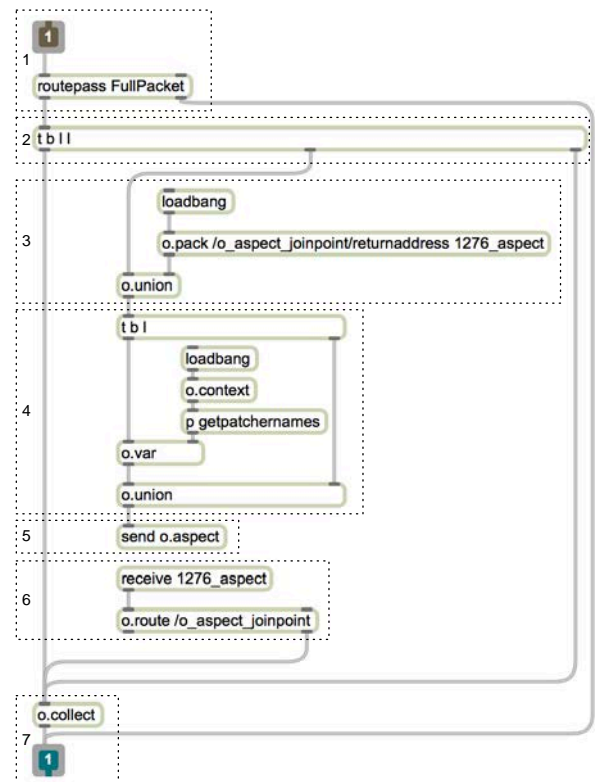 1
1
routepass FullPacket
2
t b l l
loadbang
3
o.pack /o_aspect_joinpoint/returnaddress 1276_aspect
o.union
t b l
loadbang
o.context
4
p getpatchernames
o.var
o.union
5
send o.aspect
receive 1276_aspect
6
o.route /o_aspect_joinpoint
o.collect
7
1